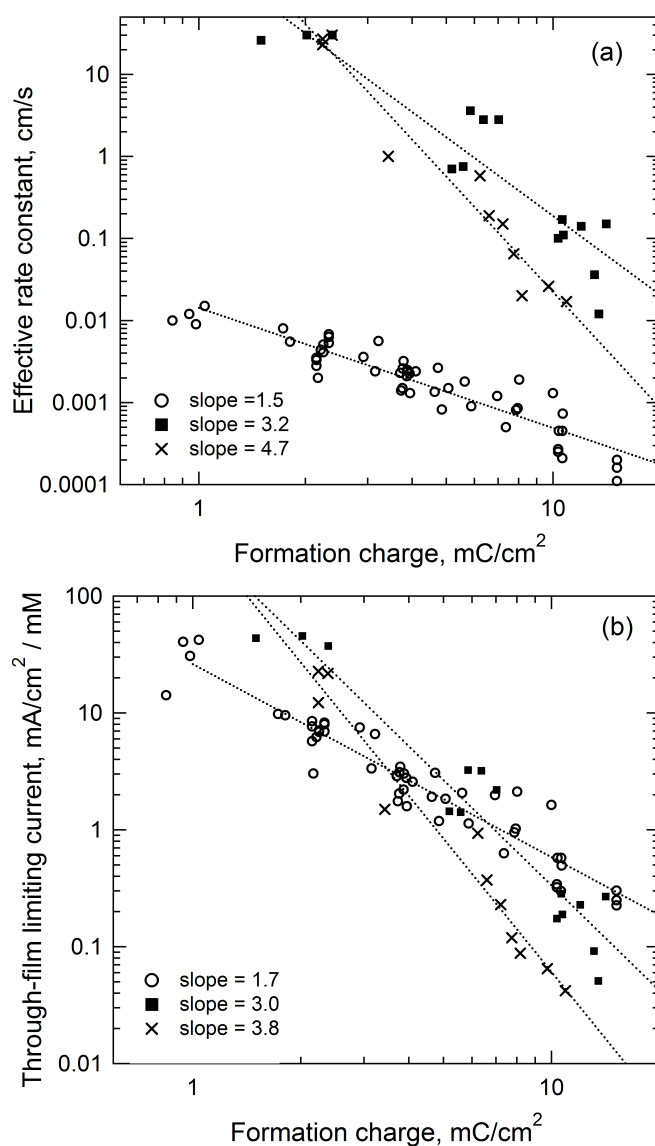 (a)
Effective rate constant, cm/s
10
1
0.1
0.01
0.001
0.0001
slope =1.5
slope = 3.2
slope = 4.7
1
10
Formation charge, mC/cm²
(b)
Through-film limiting current, mA/cm² / mM
100
10
1
0.1
0.01
slope = 1.7
slope = 3.0
slope = 3.8
1
10
Formation charge, mC/cm²